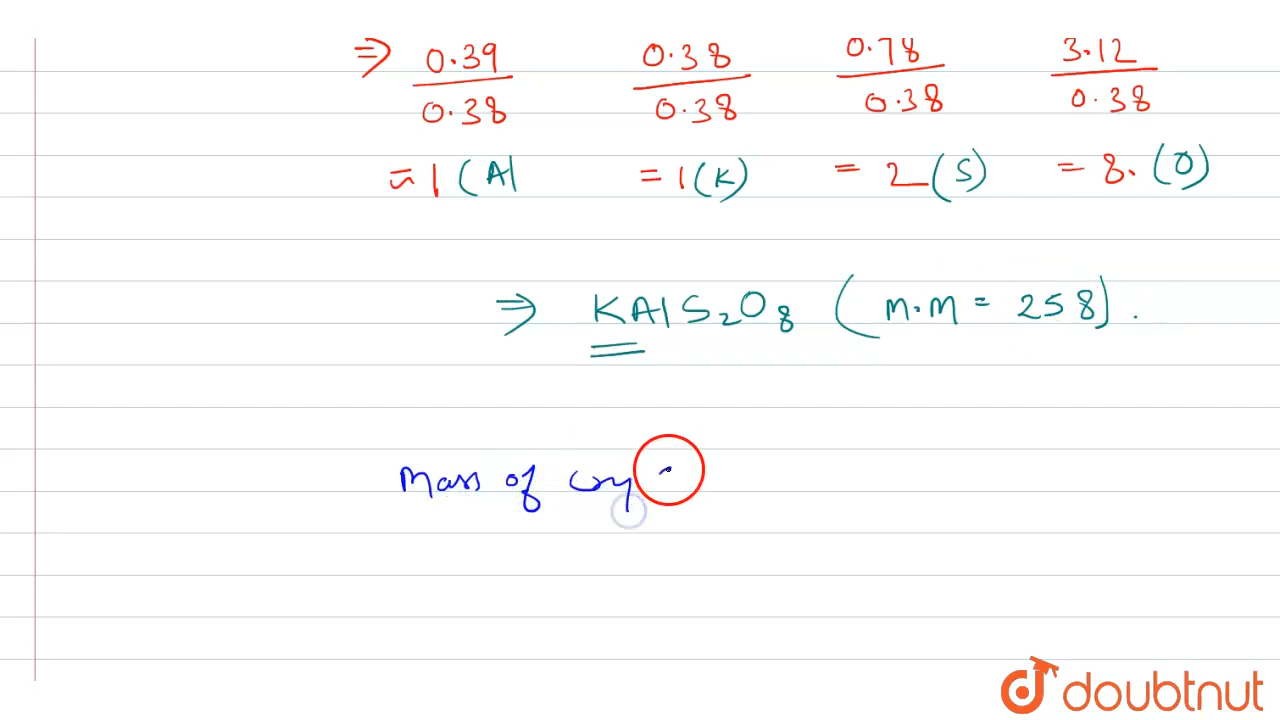 ⇒ 0.39/0.38 0.38/0.38 0.78/0.38 3.12/0.38
≈ 1 (Al = 1 (K) = 2 (S) = 8. (O)
⇒ KAlS₂O₈ (m.m = 258).
Mass of cry
doubtnut